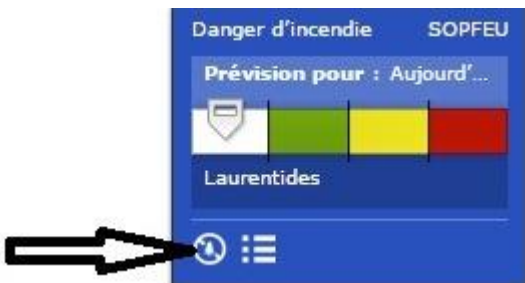 Danger d'incendie SOPFEU
Prévision pour : Aujourd'...
Laurentides